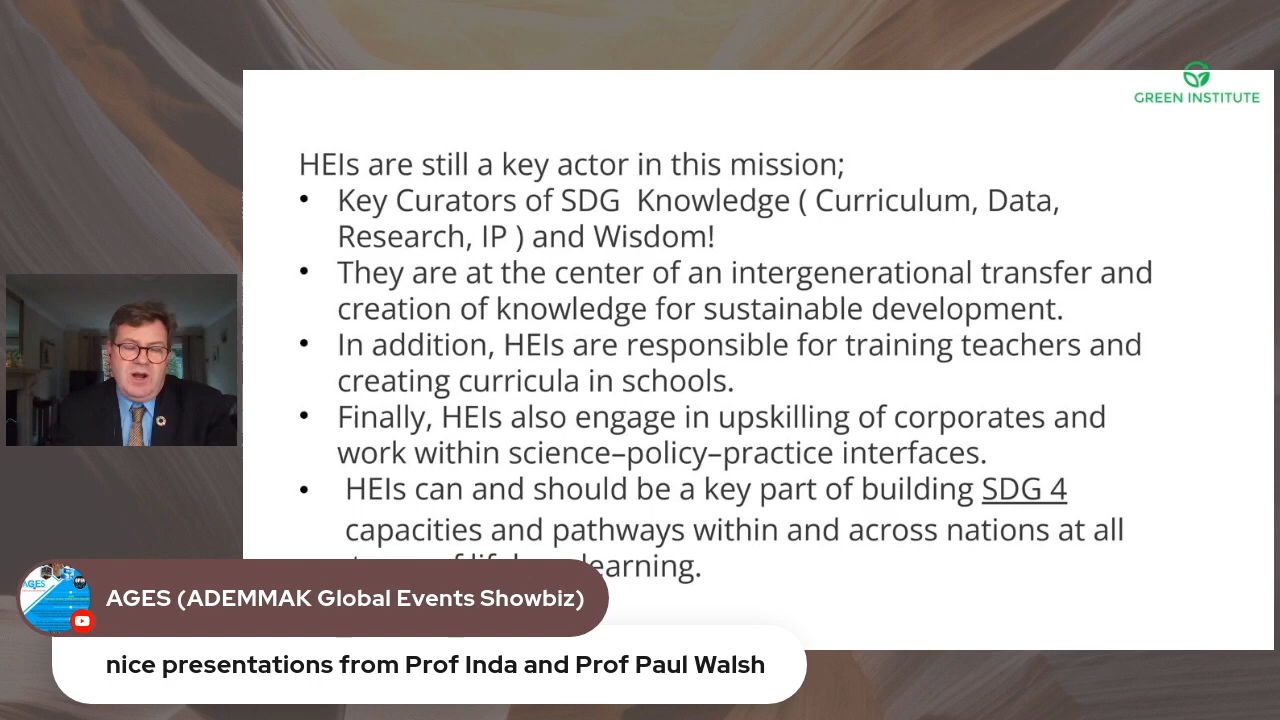 GREEN INSTITUTE
HEIs are still a key actor in this mission;
• Key Curators of SDG Knowledge ( Curriculum, Data,
Research, IP ) and Wisdom!
• They are at the center of an intergenerational transfer and
creation of knowledge for sustainable development.
• In addition, HEIs are responsible for training teachers and
creating curricula in schools.
• Finally, HEIs also engage in upskilling of corporates and
work within science–policy–practice interfaces.
• HEIs can and should be a key part of building SDG 4
capacities and pathways within and across nations at all
learning.
AGES
AGES (ADEMMAK Global Events Showbiz)
nice presentations from Prof Inda and Prof Paul Walsh